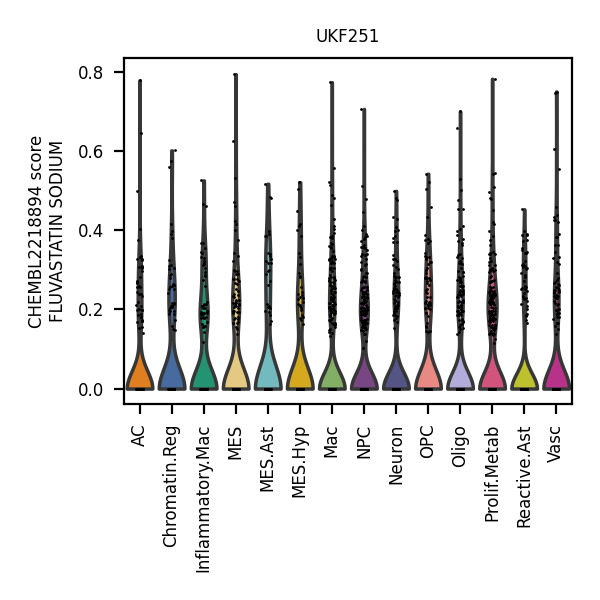 UKF251
CHEMBL2218894 score
FLUVASTATIN SODIUM
0.8
0.6
0.4
0.2
0.0
AC
Chromatin.Reg
Inflammatory.Mac
MES
MES.Ast
MES.Hyp
Mac
NPC
Neuron
OPC
Oligo
Prolif.Metab
Reactive.Ast
Vasc